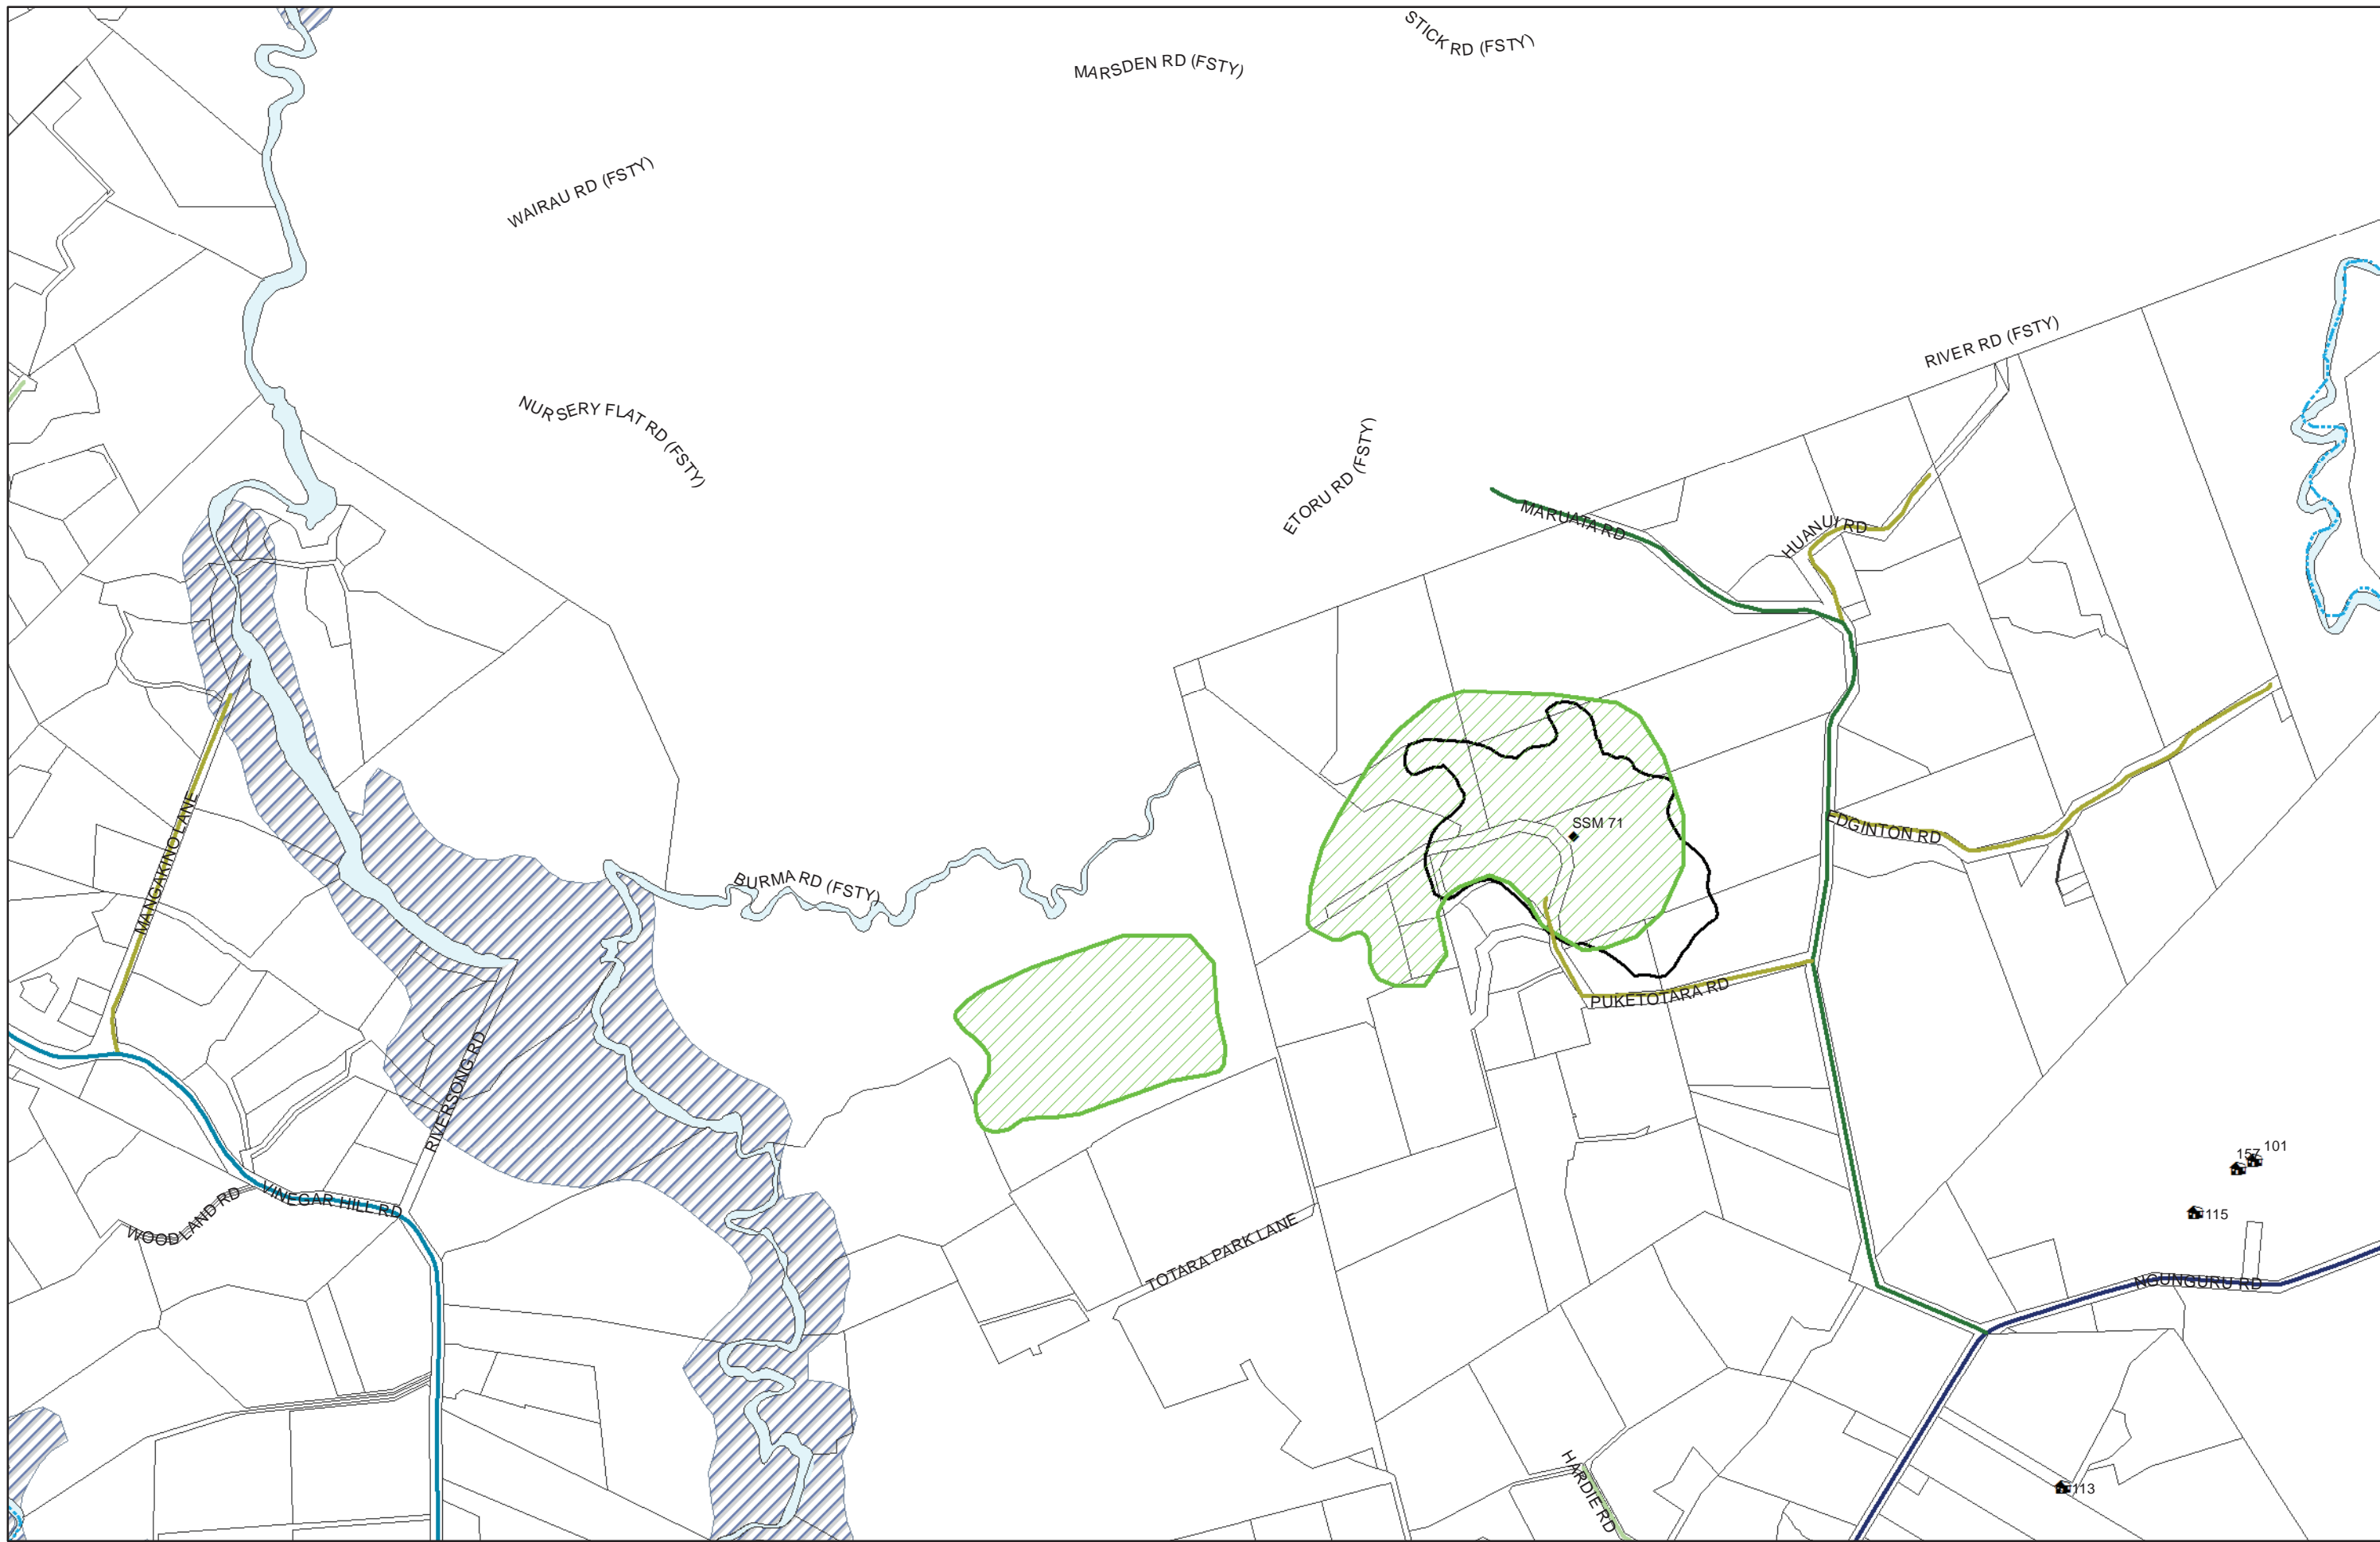 STICK RD (FSTY)
MARSDEN RD (FSTY)
WAIRAU RD (FSTY)
RIVER RD (FSTY)
NURSERY FLAT RD (FSTY)
ETORU RD (FSTY)
MARUATA RD
HUANUI RD
SSM 71
EDGINTON RD
MANGAKINO LANE
BURMA RD (FSTY)
PUKETOTARA RD
RIVERSONG RD
157
101
WOODLAND RD
VINEGAR HILL RD
115
TOTARA PARK LANE
NGUNGURU RD
HARDIE RD
113